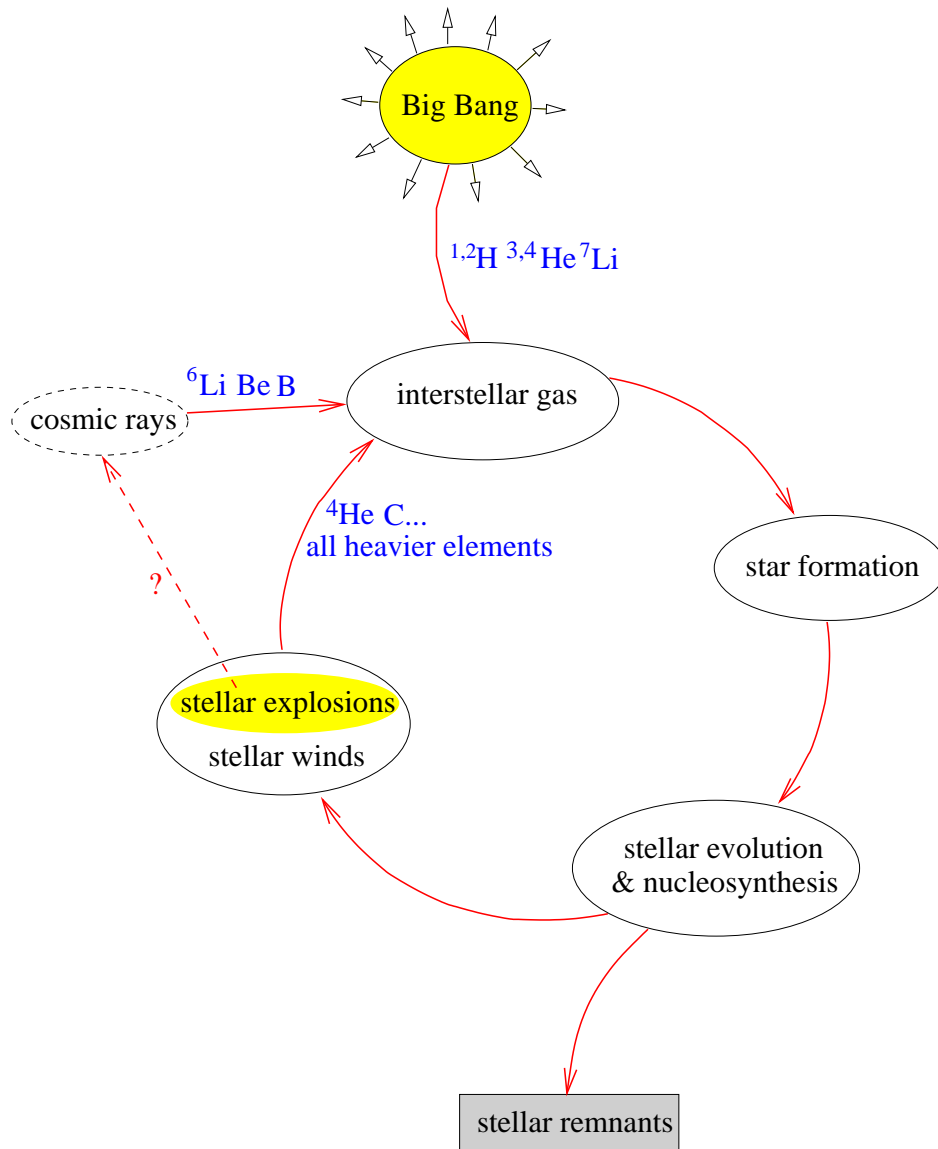 Big Bang
1,2H 3,4He 7Li
interstellar gas
6Li Be B
cosmic rays
4He C...
all heavier elements
star formation
?
stellar explosions
stellar winds
stellar evolution
& nucleosynthesis
stellar remnants